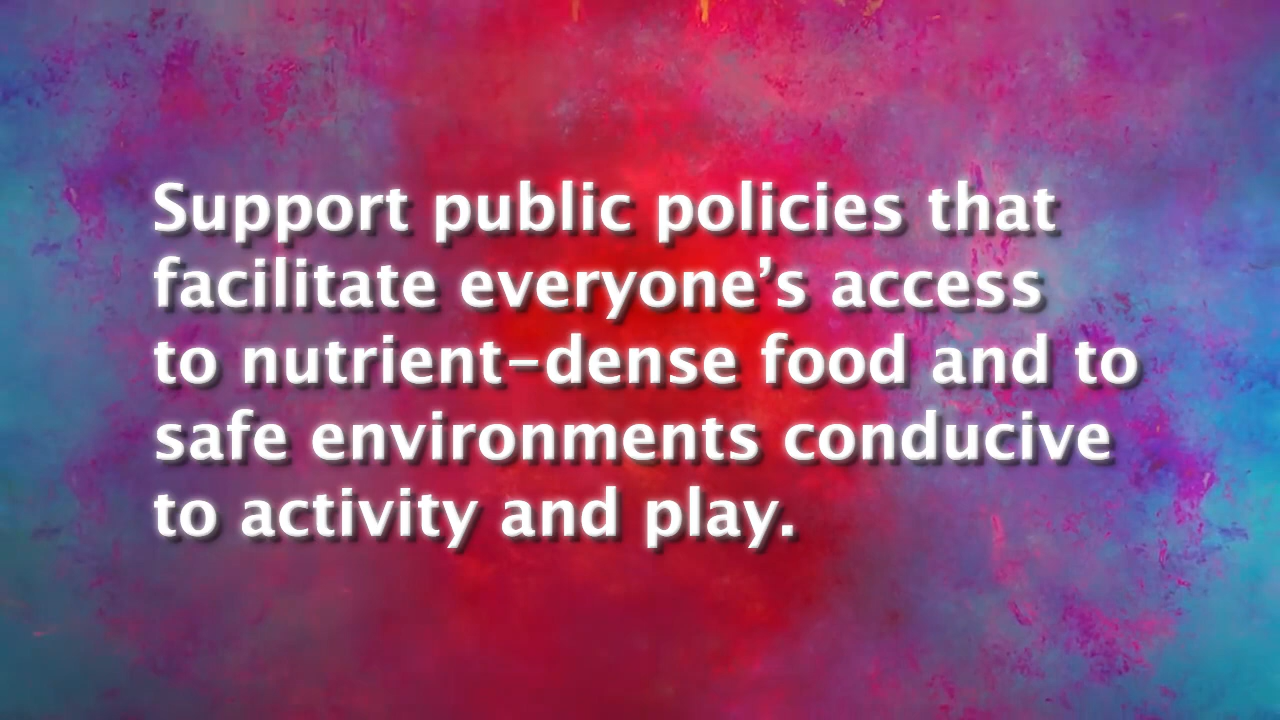 Support public policies that
facilitate everyone’s access
to nutrient-dense food and to
safe environments conducive
to activity and play.